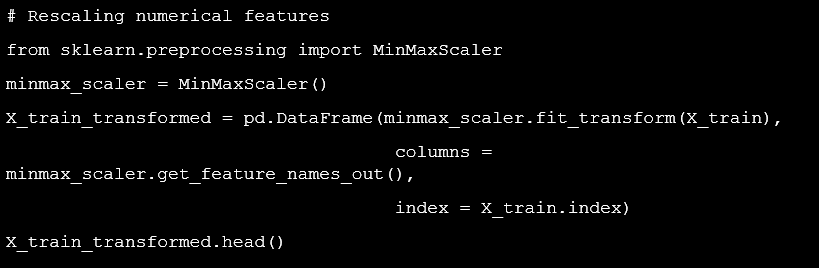 # Rescaling numerical features
from sklearn.preprocessing import MinMaxScaler
minmax_scaler = MinMaxScaler()
X_train_transformed = pd.DataFrame(minmax_scaler.fit_transform(X_train),
columns =
minmax_scaler.get_feature_names_out(),
index = X_train.index)
X_train_transformed.head()